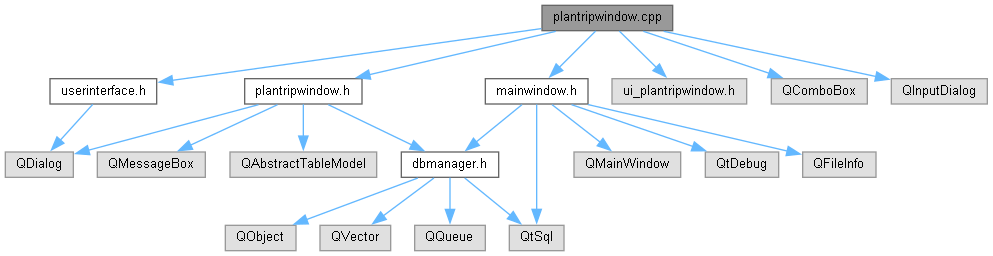 plantripwindow.cpp
userinterface.h
plantripwindow.h
mainwindow.h
ui_plantripwindow.h
QComboBox
QInputDialog
QDialog
QMessageBox
QAbstractTableModel
dbmanager.h
QMainWindow
QtDebug
QFileInfo
QObject
QVector
QQueue
QtSql